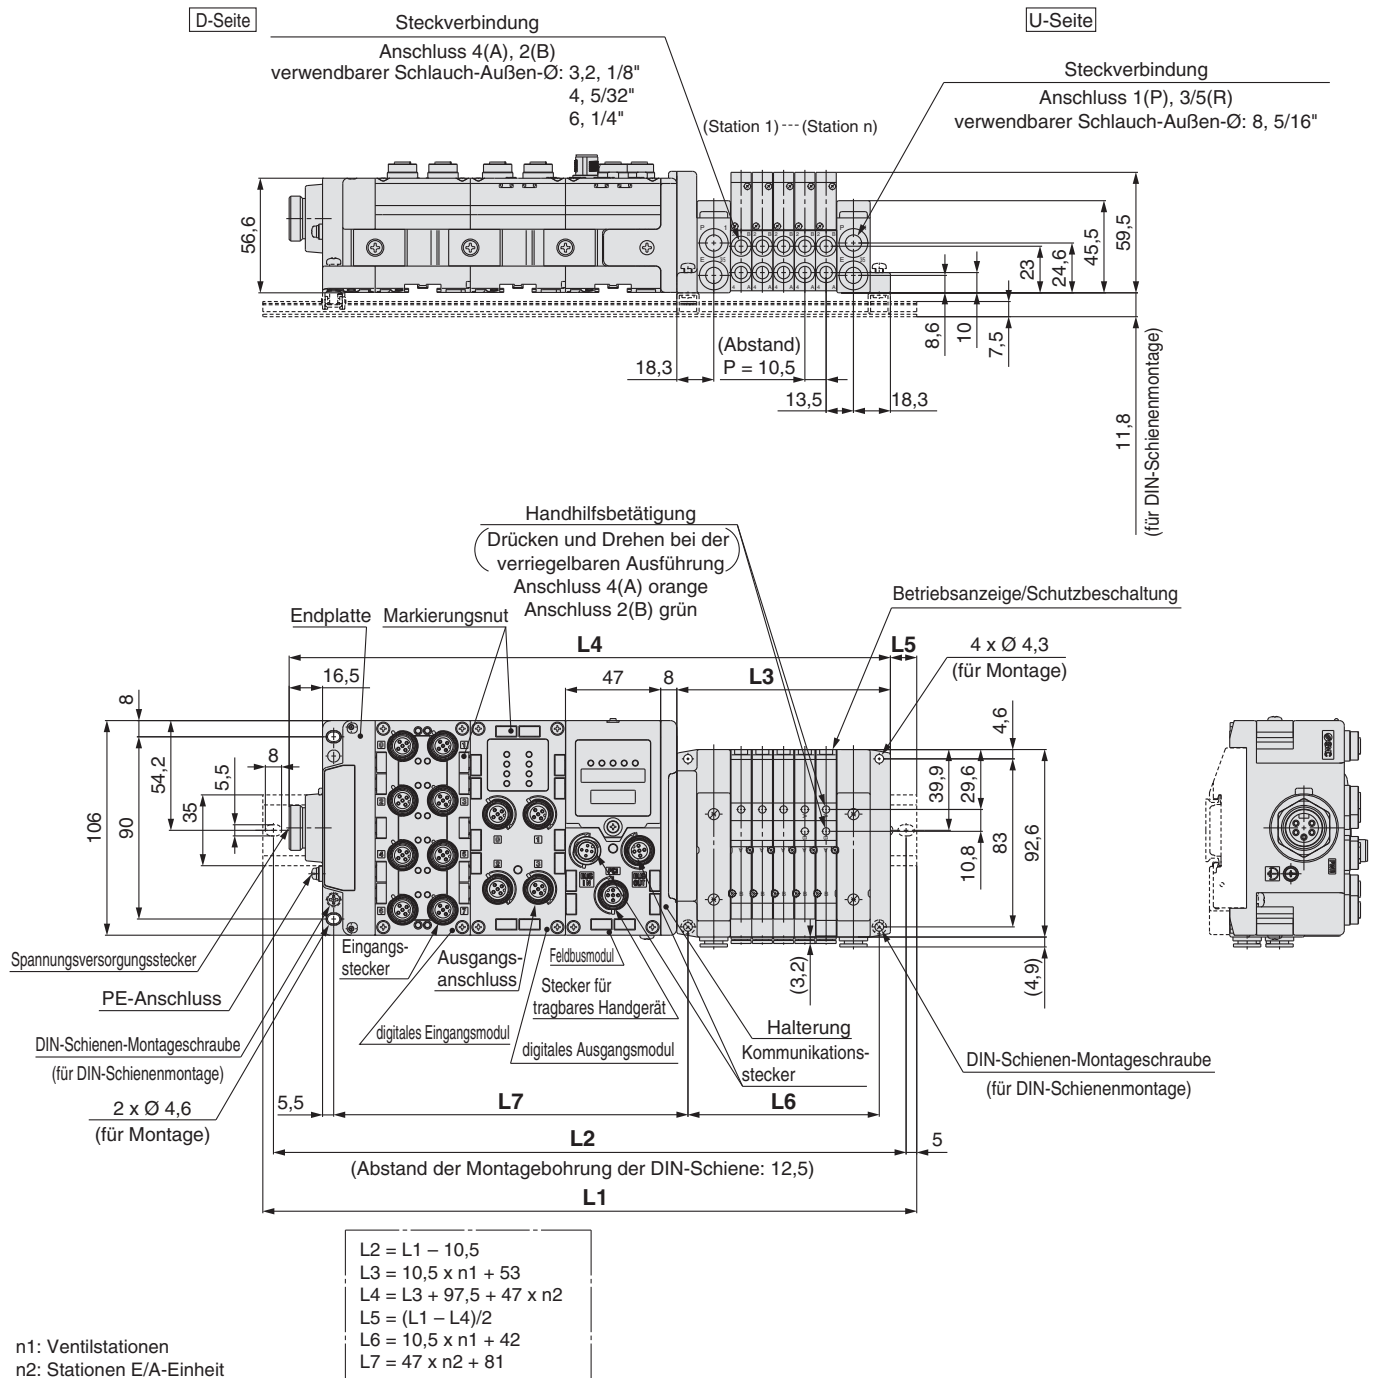 D-Seite
Steckverbindung
U-Seite
Anschluss 4(A), 2(B)
verwendbarer Schlauch-Außen-Ø: 3,2, 1/8"
4, 5/32"
6, 1/4"
Steckverbindung
Anschluss 1(P), 3/5(R)
verwendbarer Schlauch-Außen-Ø: 8, 5/16"
(Station 1)---(Station n)
56,6
23
24,6
45,5
59,5
8,6
10
7,5
(Abstand)
P = 10,5
18,3
13,5
18,3
11,8
(für DIN-Schienenmontage)
Handhilfsbetätigung
Drücken und Drehen bei der
verriegelbaren Ausführung
Anschluss 4(A) orange
Anschluss 2(B) grün
Betriebsanzeige/Schutzbeschaltung
Endplatte
Markierungsnut
L4
L5
4 x Ø 4,3
(für Montage)
16,5
47
8
L3
8
54,2
8
5,5
35
106
90
4,6
39,9
29,6
10,8
83
92,6
(3,2)
(4,9)
Spannungsversorgungsstecker
PE-Anschluss
DIN-Schienen-Montageschraube
(für DIN-Schienenmontage)
2 x Ø 4,6
(für Montage)
Eingangs-
stecker
Ausgangs-
anschluss
Feldbusmodul
Stecker für
tragbares Handgerät
digitales Eingangsmodul
digitales Ausgangsmodul
Halterung
Kommunikations-
stecker
DIN-Schienen-Montageschraube
(für DIN-Schienenmontage)
5,5
L7
L6
L2
5
(Abstand der Montagebohrung der DIN-Schiene: 12,5)
L1
L2 = L1 – 10,5
L3 = 10,5 x n1 + 53
L4 = L3 + 97,5 + 47 x n2
L5 = (L1 – L4)/2
L6 = 10,5 x n1 + 42
L7 = 47 x n2 + 81
n1: Ventilstationen
n2: Stationen E/A-Einheit